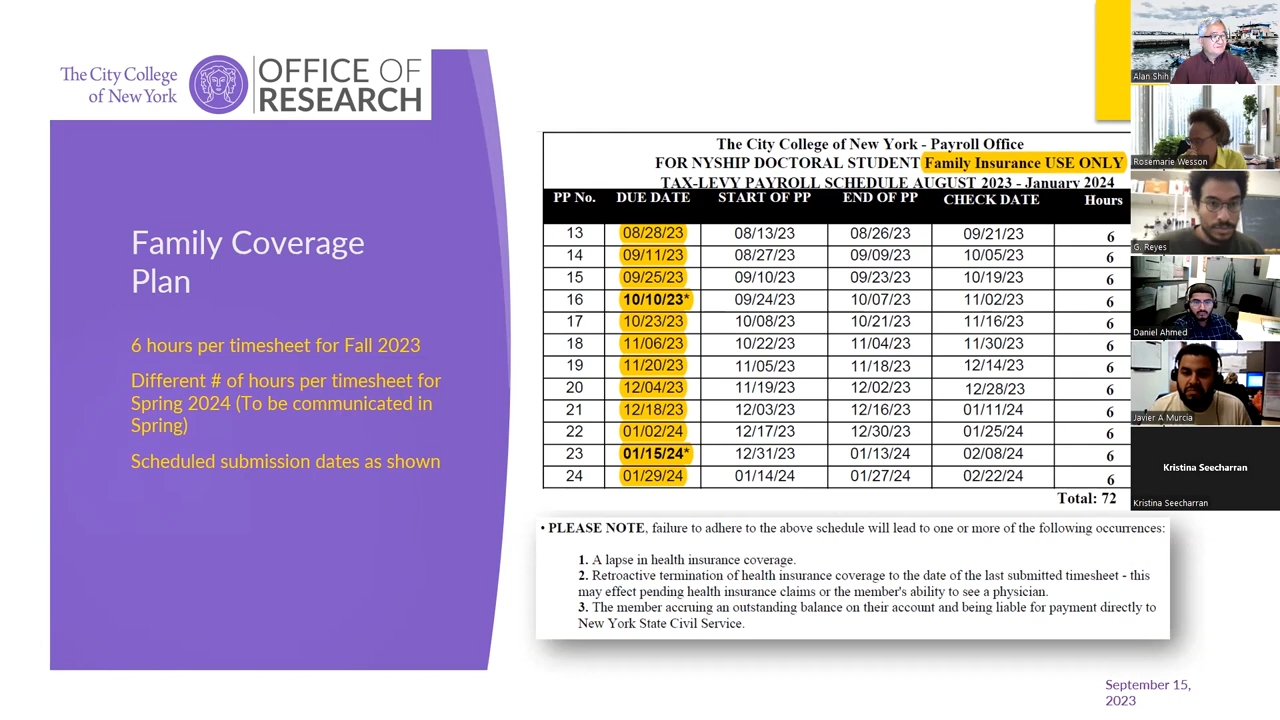 The City College
of New York
OFFICE OF
RESEARCH
Family Coverage
Plan
6 hours per timesheet for Fall 2023
Different # of hours per timesheet for
Spring 2024 (To be communicated in
Spring)
Scheduled submission dates as shown
The City College of New York - Payroll Office
FOR NYSHIP DOCTORAL STUDENT Family Insurance USE ONLY
TAX-LEVY PAYROLL SCHEDULE AUGUST 2023 - January 2024
PP No. DUE DATE START OF PP END OF PP CHECK DATE Hours
13 08/28/23 08/13/23 08/26/23 09/21/23 6
14 09/11/23 08/27/23 09/09/23 10/05/23 6
15 09/25/23 09/10/23 09/23/23 10/19/23 6
16 10/10/23* 09/24/23 10/07/23 11/02/23 6
17 10/23/23 10/08/23 10/21/23 11/16/23 6
18 11/06/23 10/22/23 11/04/23 11/30/23 6
19 11/20/23 11/05/23 11/18/23 12/14/23 6
20 12/04/23 11/19/23 12/02/23 12/28/23 6
21 12/18/23 12/03/23 12/16/23 01/11/24 6
22 01/02/24 12/17/23 12/30/23 01/25/24 6
23 01/15/24* 12/31/23 01/13/24 02/08/24 6
24 01/29/24 01/14/24 01/27/24 02/22/24 6
Total: 72
• PLEASE NOTE, failure to adhere to the above schedule will lead to one or more of the following occurrences:
1. A lapse in health insurance coverage.
2. Retroactive termination of health insurance coverage to the date of the last submitted timesheet - this
may effect pending health insurance claims or the member's ability to see a physician.
3. The member accruing an outstanding balance on their account and being liable for payment directly to
New York State Civil Service.
September 15,
2023
Alan Shih
Rosemarie Wesson
G. Reyes
Daniel Ahmed
Javier A Murcia
Kristina Seecharran
Kristina Seecharran